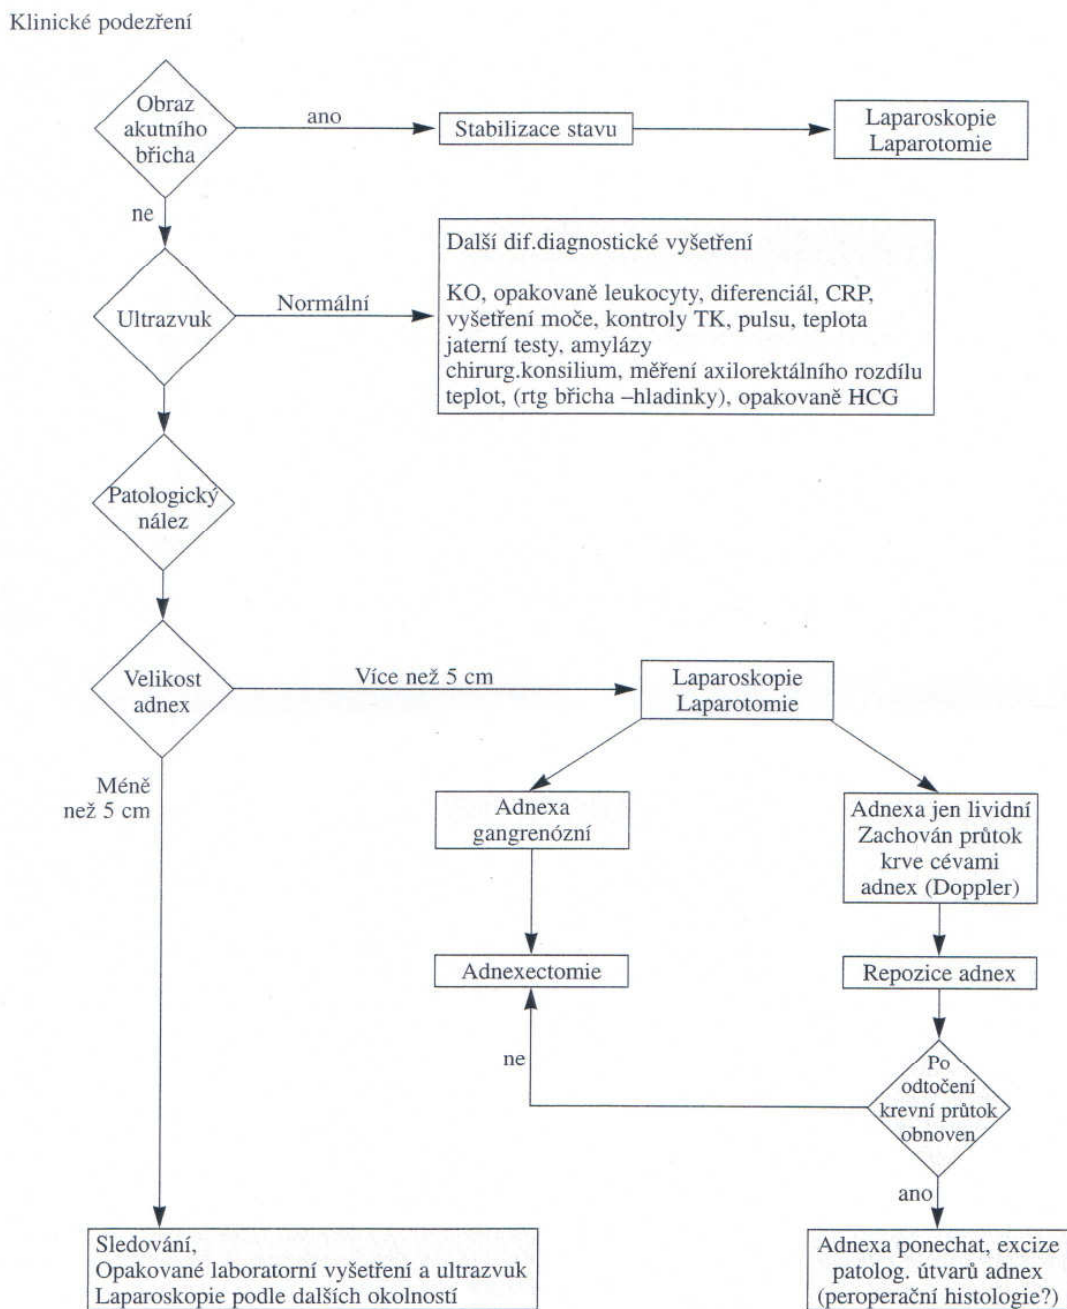 Klinické podezření
Obraz
akutního
břicha
ano
Stabilizace stavu
Laparoskopie
Laparotomie
ne
Ultrazvuk
Normální
Další dif.diagnostické vyšetření
KO, opakovaně leukocyty, diferenciál, CRP,
vyšetření moče, kontroly TK, pulsu, teplota
jaterní testy, amylázy
chirurg.konsilium, měření axilorektálního rozdílu
teplot, (rtg břicha –hladinky), opakovaně HCG
Patologický
nález
Velikost
adnex
Více než 5 cm
Laparoskopie
Laparotomie
Méně
než 5 cm
Adnexa
gangrenózní
Adnexa jen lividní
Zachován průtok
krve cévami
adnex (Doppler)
Adnexectomie
Repozice adnex
ne
Po
odtočení
krevní průtok
obnoven
ano
Sledování,
Opakované laboratorní vyšetření a ultrazvuk
Laparoskopie podle dalších okolností
Adnexa ponechat, excize
patolog. útvarů adnex
(peroperační histologie?)